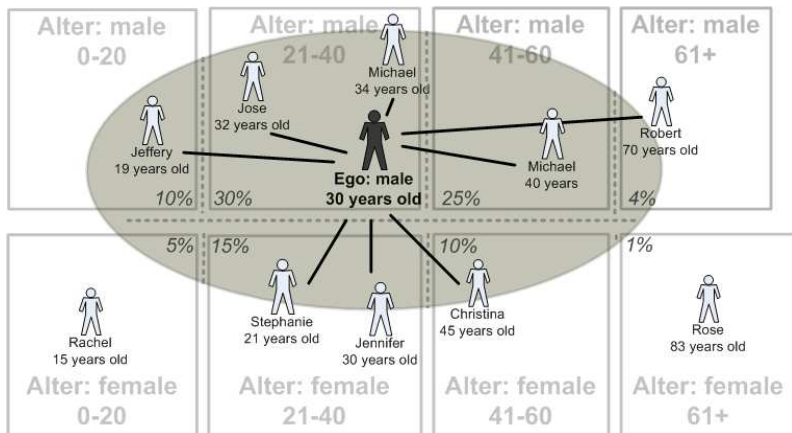 Alter: male
0-20
Alter: male
21-40
Alter: male
41-60
Alter: male
61+
Michael
34 years old
Jose
32 years old
Jeffery
19 years old
Michael
40 years
Robert
70 years old
Ego: male
30 years old
10%
30%
25%
4%
5%
15%
10%
1%
Rachel
15 years old
Stephanie
21 years old
Jennifer
30 years old
Christina
45 years old
Rose
83 years old
Alter: female
0-20
Alter: female
21-40
Alter: female
41-60
Alter: female
61+